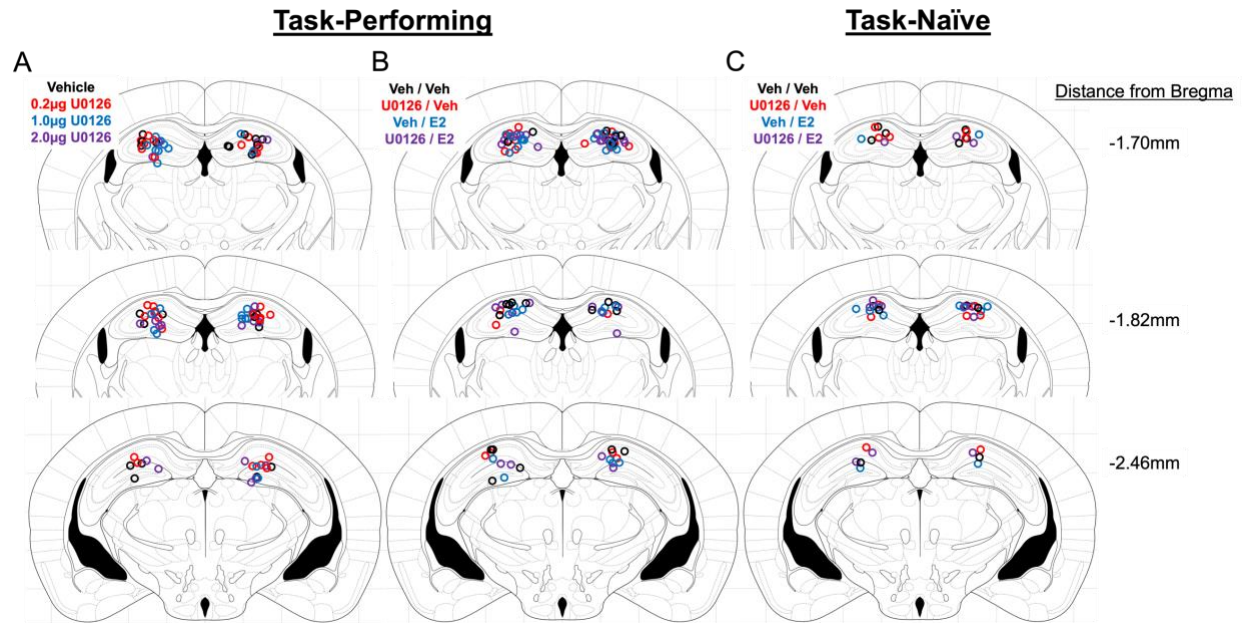 Task-Performing
Task-Naïve
A
Vehicle
0.2µg U0126
1.0µg U0126
2.0µg U0126
B
Veh / Veh
U0126 / Veh
Veh / E2
U0126 / E2
C
Veh / Veh
U0126 / Veh
Veh / E2
U0126 / E2
Distance from Bregma
-1.70mm
-1.82mm
-2.46mm